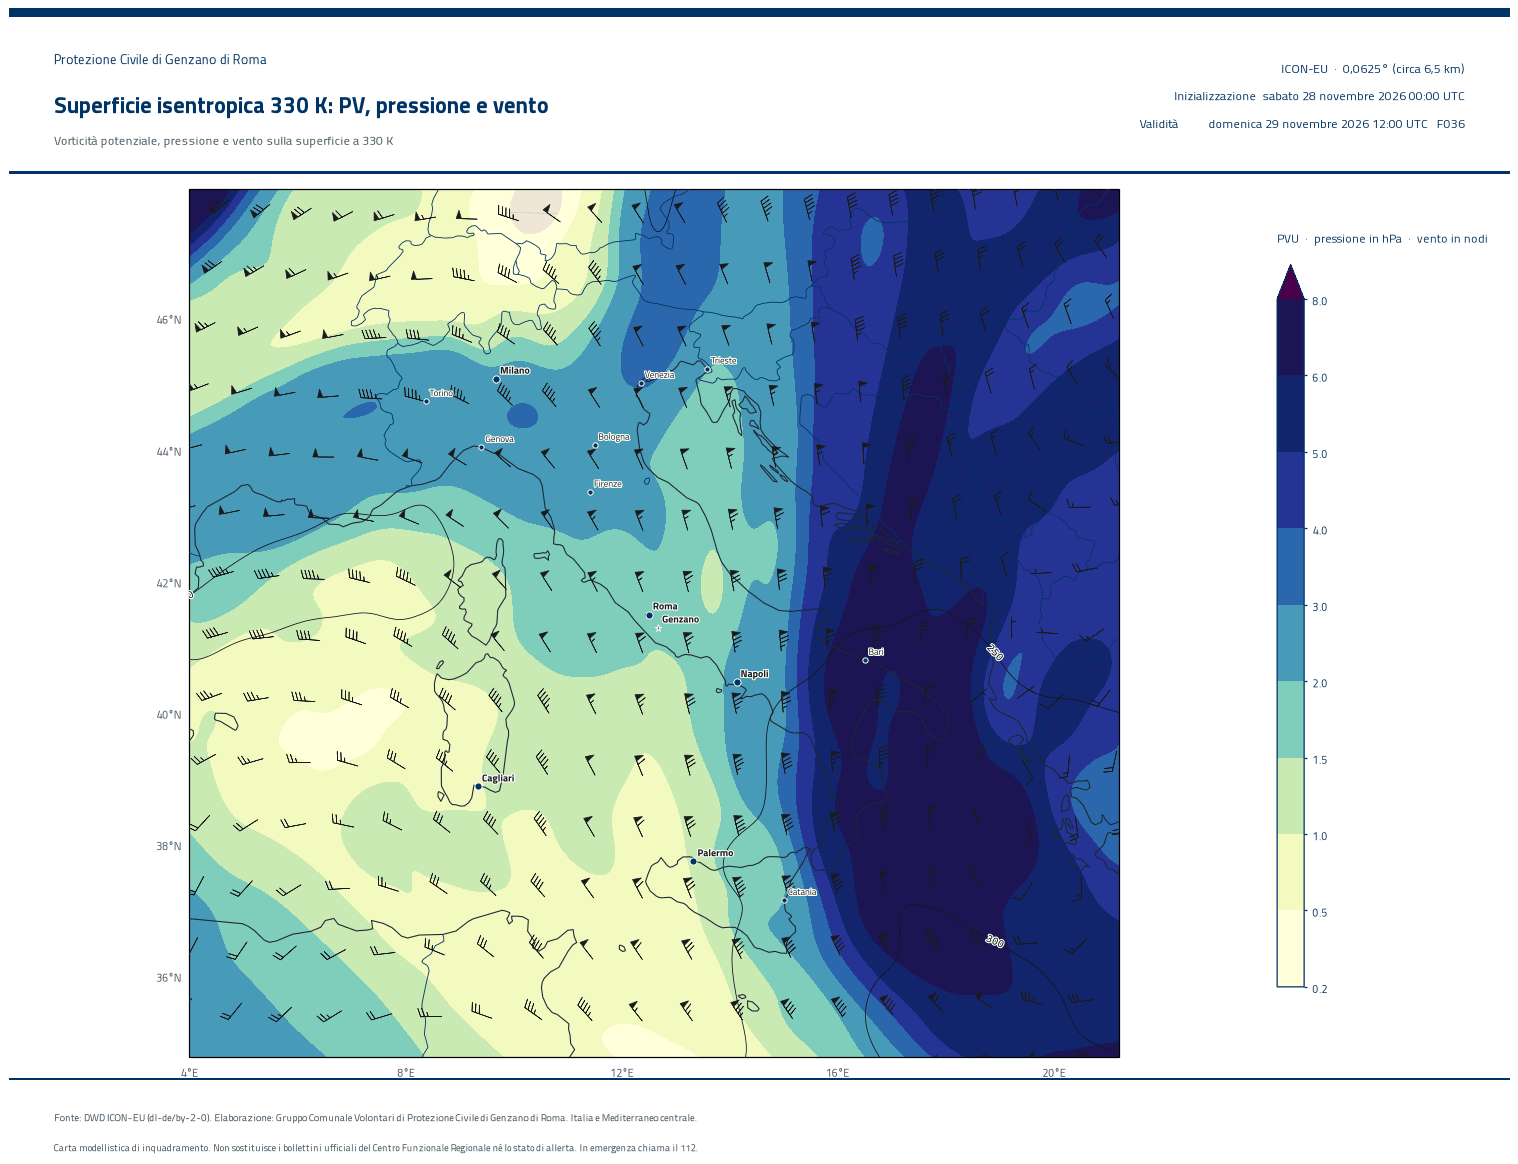 Protezione Civile di Genzano di Roma
Superficie isentropica 330 K: PV, pressione e vento
Vorticità potenziale, pressione e vento sulla superficie a 330 K
ICON-EU · 0,0625° (circa 6,5 km)
Inizializzazione sabato 28 novembre 2026 00:00 UTC
Validità domenica 29 novembre 2026 12:00 UTC F036
PVU · pressione in hPa · vento in nodi
8.0
6.0
5.0
4.0
3.0
2.0
1.5
1.0
0.5
0.2
46°N
44°N
42°N
40°N
38°N
36°N
4°E
8°E
12°E
16°E
20°E
Trieste
Milano
Venezia
Torino
Genova
Bologna
Firenze
Roma
Genzano
Bari
250
Napoli
Cagliari
Palermo
Catania
300
Fonte: DWD ICON-EU (dl-de/by-2-0). Elaborazione: Gruppo Comunale Volontari di Protezione Civile di Genzano di Roma. Italia e Mediterraneo centrale.
Carta modellistica di inquadramento. Non sostituisce i bollettini ufficiali del Centro Funzionale Regionale né lo stato di allerta. In emergenza chiama il 112.